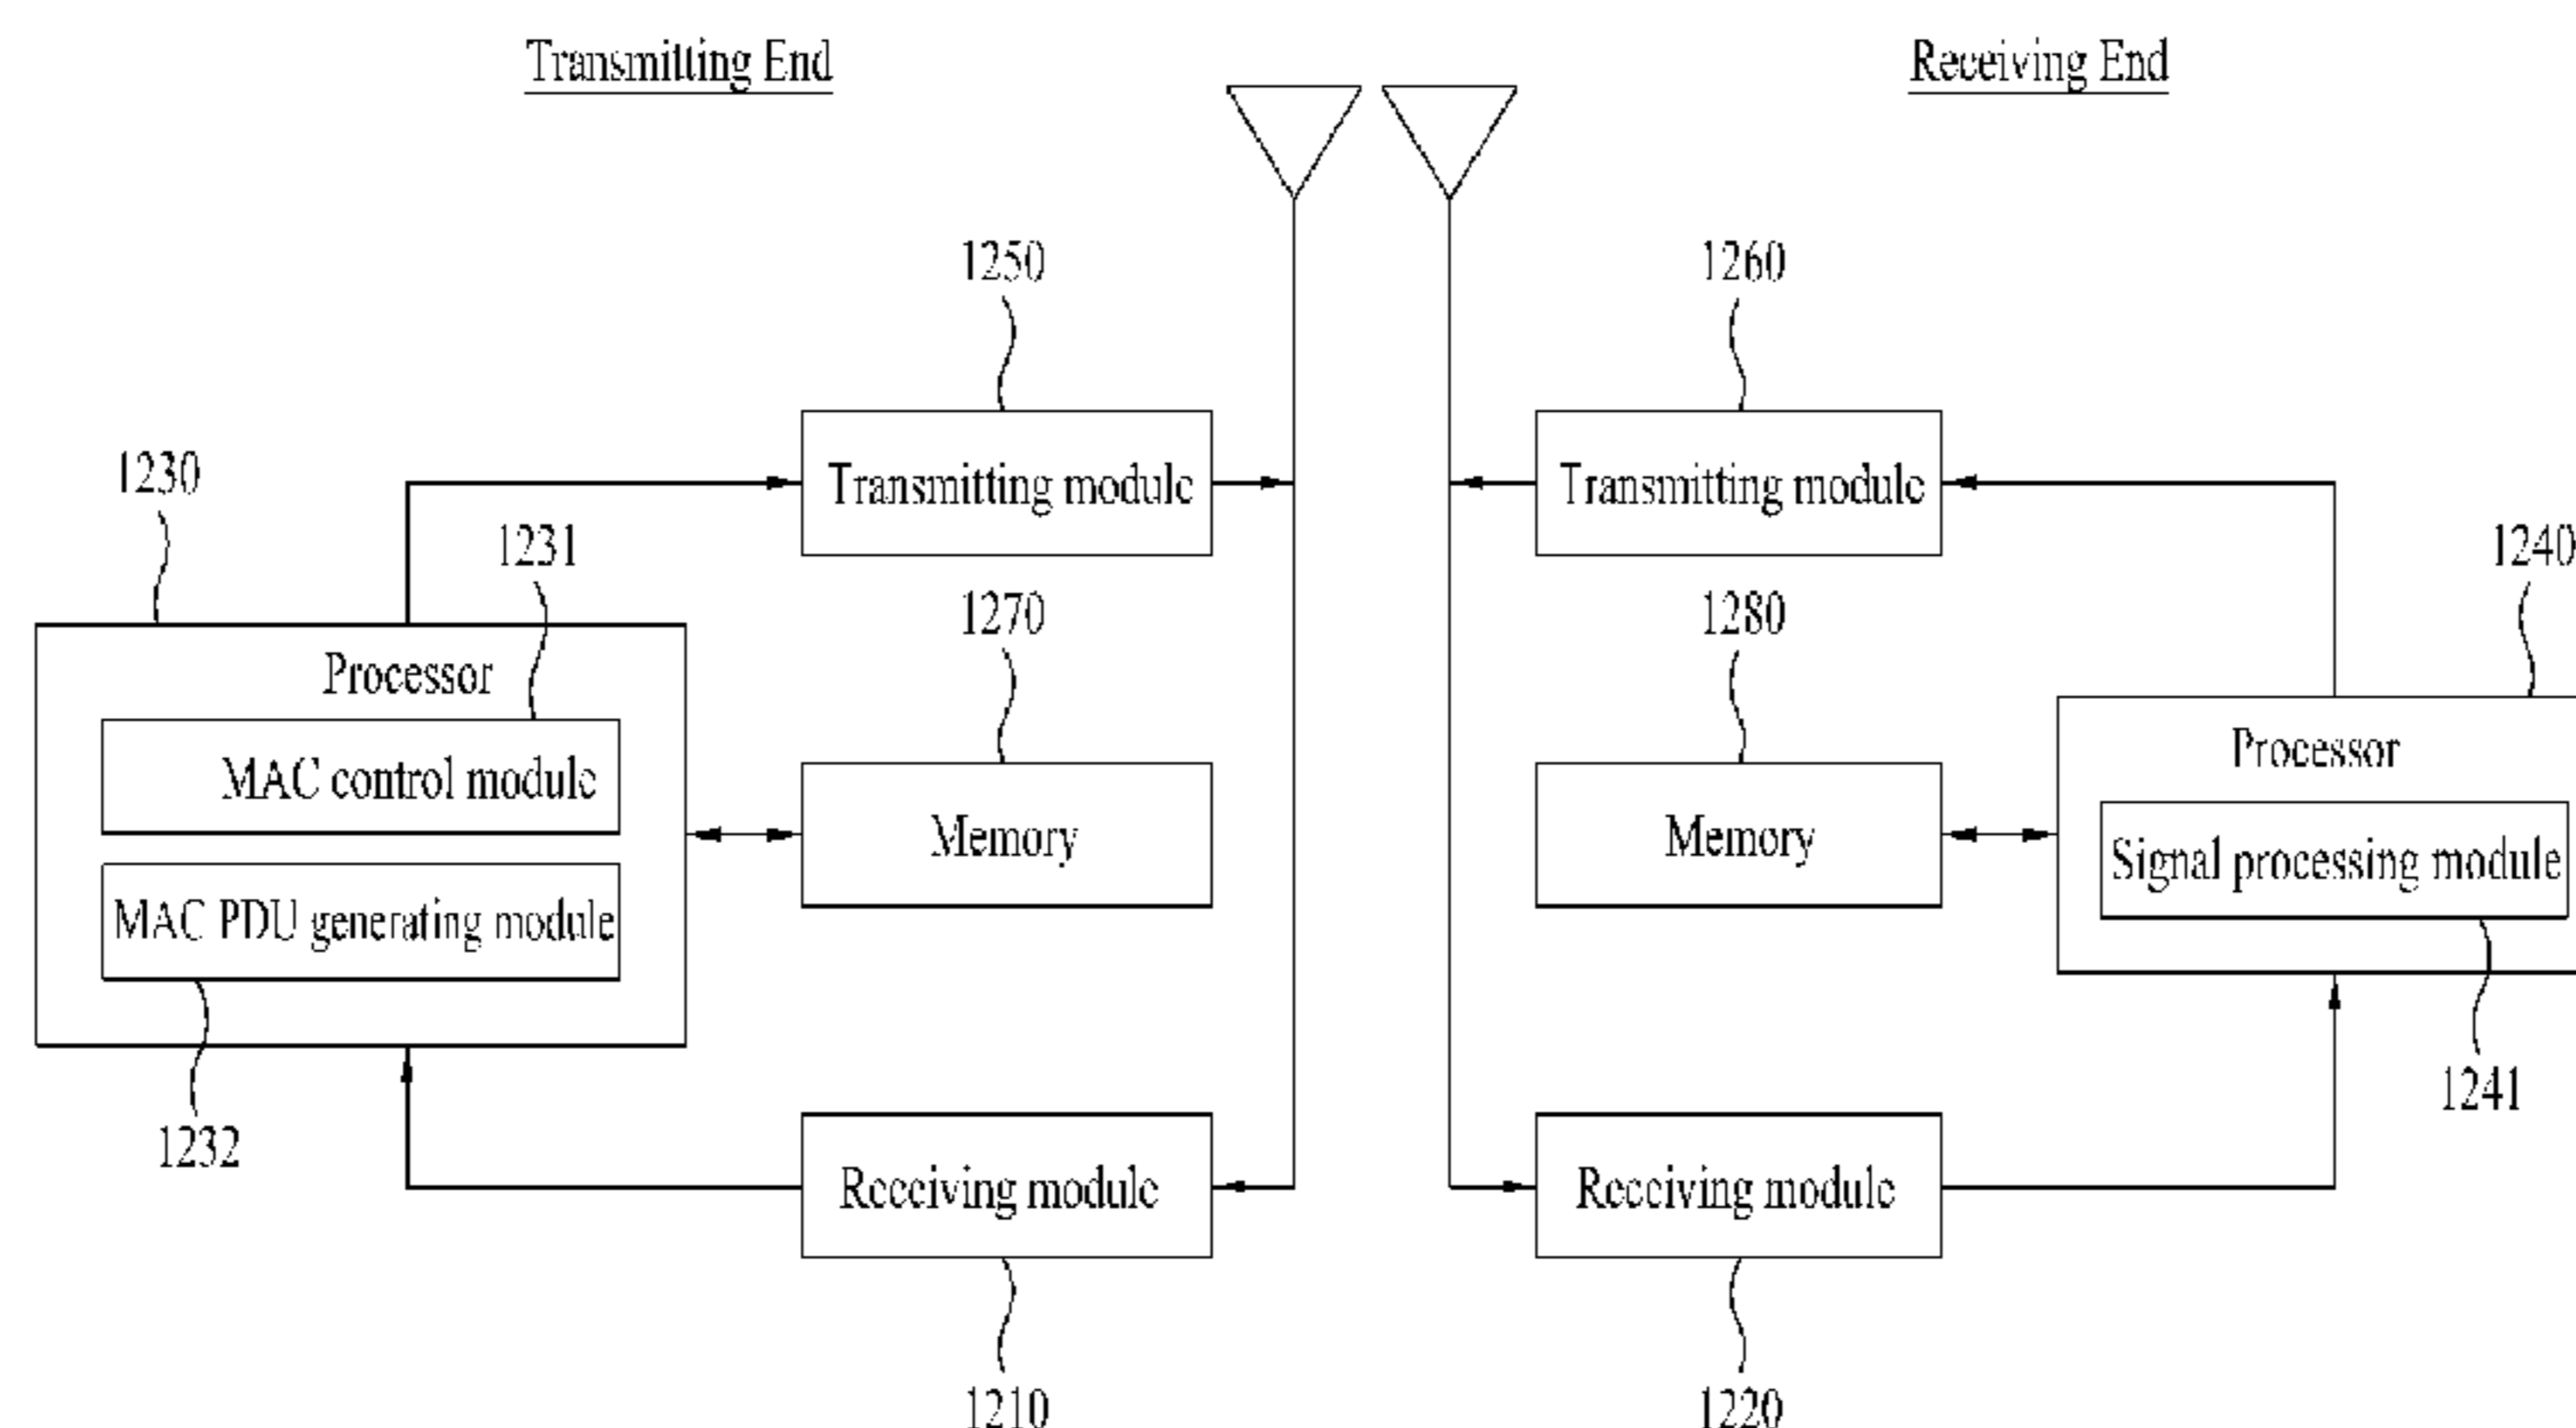 Transmitting End
Receiving End
1250
1260
1230
Transmitting module
Transmitting module
1231
1240
1270
1280
Processor
Processor
MAC control module
Memory
Memory
Signal processing module
MAC PDU generating module
1241
1232
Receiving module
Receiving module
1210
1220